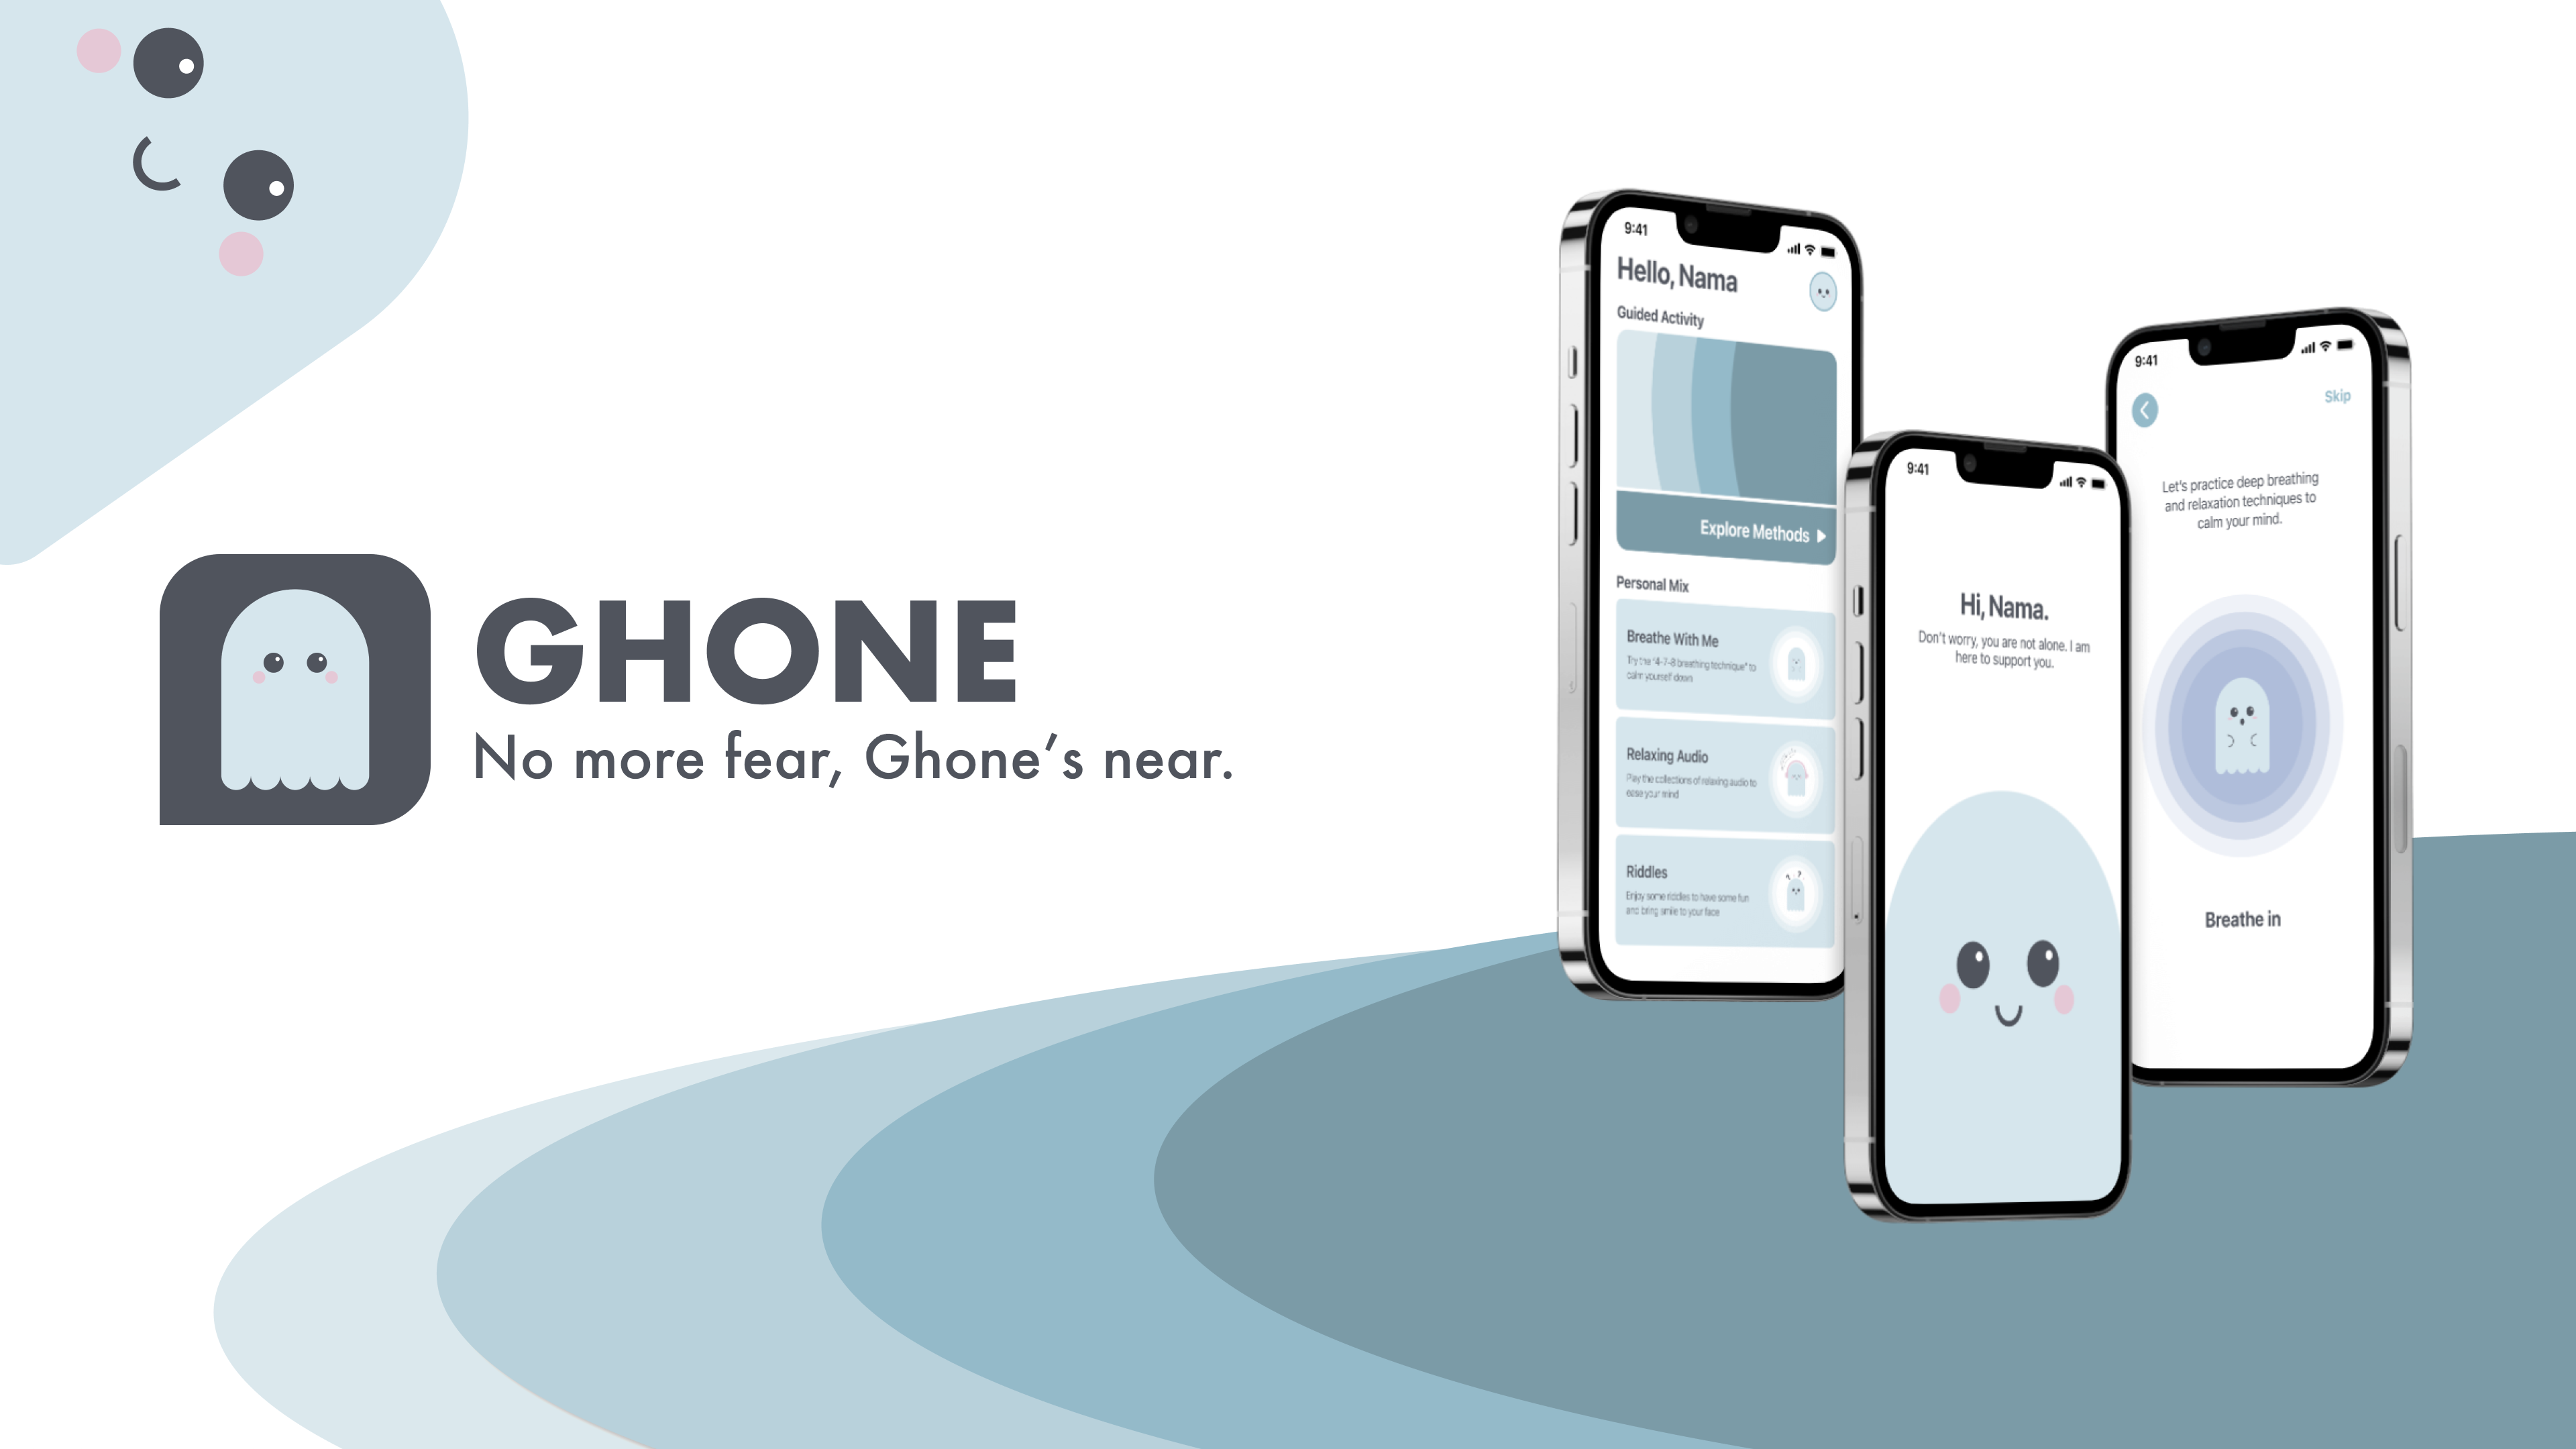 GHONE
No more fear, Ghone’s near.
9:41
Hello, Nama
Guided Activity
Explore Methods
Personal Mix
Breathe With Me
Try the "4-7-8 breathing technique" to
calm yourself down
Relaxing Audio
Play the collections of relaxing audio to
ease your mind
Riddles
Enjoy some riddles to have some fun
and bring smile to your face
9:41
Hi, Nama.
Don't worry, you are not alone. I am
here to support you.
9:41
Skip
Let's practice deep breathing
and relaxation techniques to
calm your mind.
Breathe in